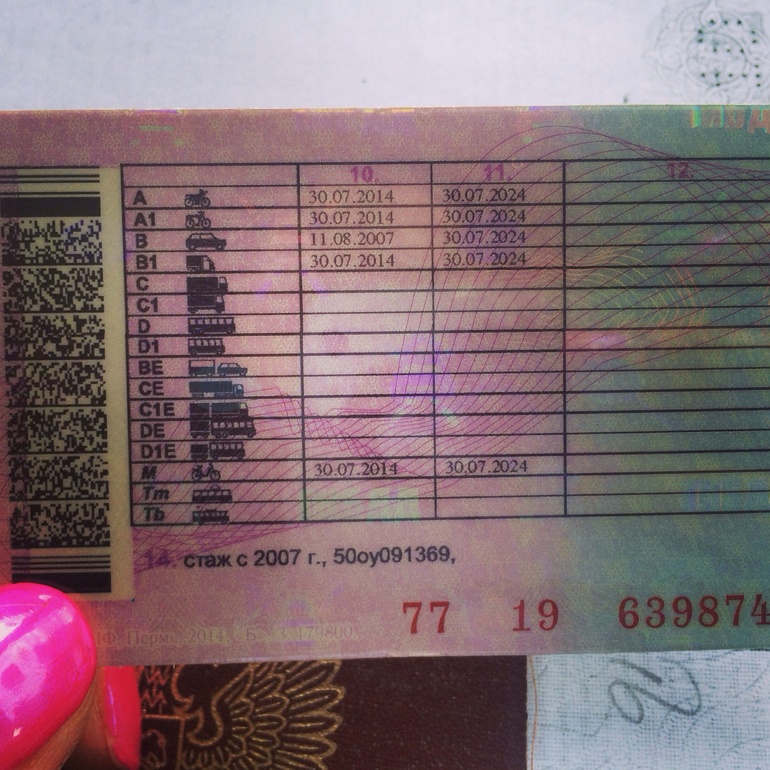 10. 11. 12.
A 30.07.2014 30.07.2024
A1 30.07.2014 30.07.2024
B 11.08.2007 30.07.2024
B1 30.07.2014 30.07.2024
C
C1
D
D1
BE
CE
C1E
DE
D1E
M 30.07.2014 30.07.2024
Tm
Tb
14. стаж с 2007 г., 50оу091369,
77 19 639874
Пермь, 2014,